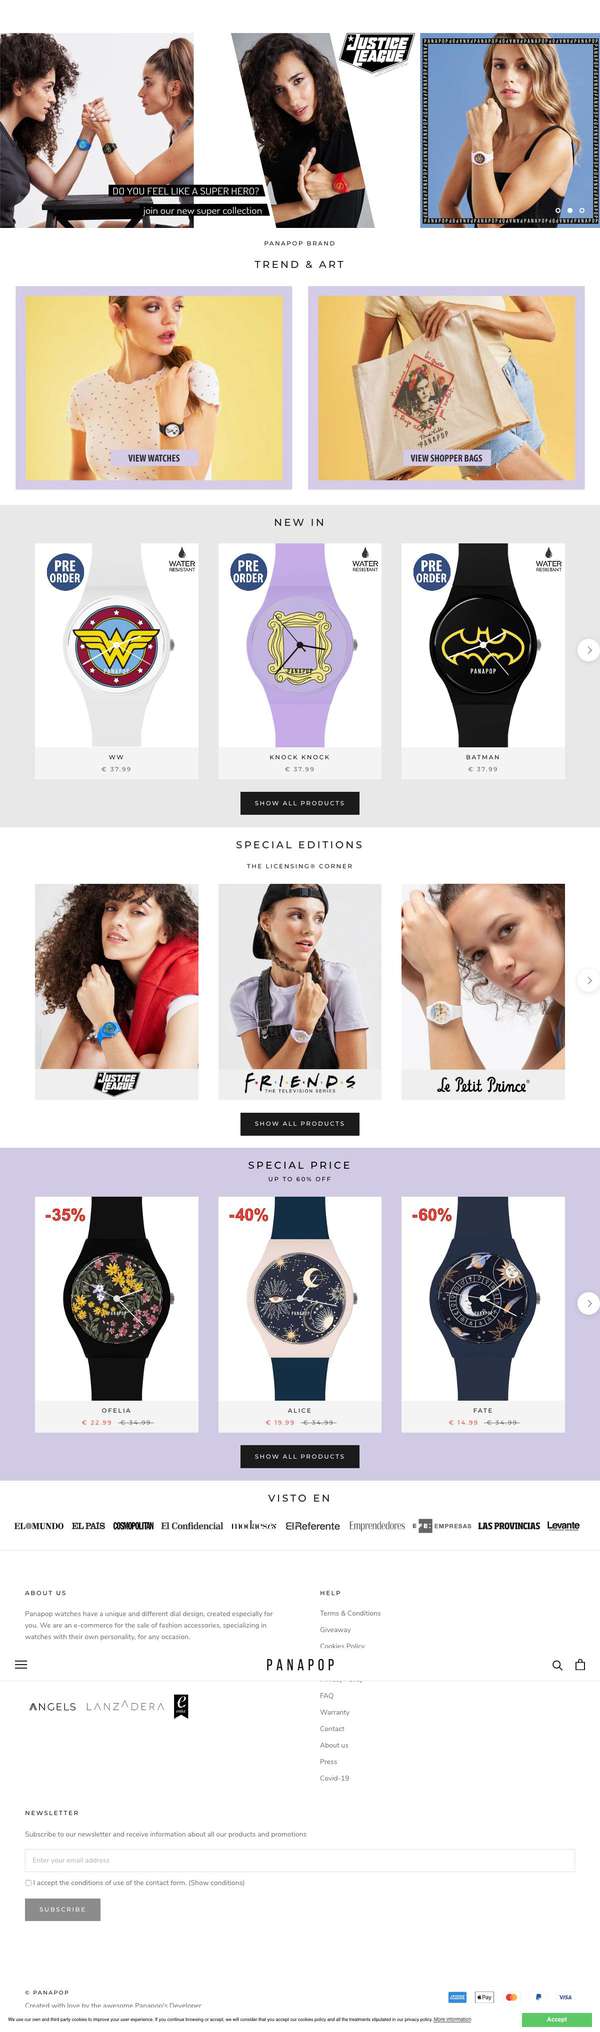 JUSTICE
LEAGUE
DO YOU FEEL LIKE A SUPER HERO?
join our new super collection
PANAPOP BRAND
TREND & ART
PANAPOP
VIEW WATCHES
VIEW SHOPPER BAGS
NEW IN
PRE
ORDER
WATER
RESISTANT
PRE
ORDER
WATER
RESISTANT
PRE
ORDER
WATER
RESISTANT
PANAPOP
PANAPOP
PANAPOP
WW
KNOCK KNOCK
BATMAN
€ 37.99
€ 37.99
€ 37.99
SHOW ALL PRODUCTS
SPECIAL EDITIONS
THE LICENSING® CORNER
JUSTICE
LEAGUE
F·R·I·E·N·D·S
THE TELEVISION SERIES
Le Petit Prince®
SHOW ALL PRODUCTS
SPECIAL PRICE
UP TO 60% OFF
-35%
-40%
-60%
PANAPOP
PANAPOP
PANAPOP
OFELIA
ALICE
FATE
€ 22.99 € 34.99
€ 19.99 € 34.99
€ 14.99 € 34.99
SHOW ALL PRODUCTS
VISTO EN
EL MUNDO EL PAÍS COSMOPOLITAN El Confidencial modaes.es El Referente Emprendedores EMPRESAS LAS PROVINCIAS Levante
ABOUT US
Panapop watches have a unique and different dial design, created especially for
you. We are an e-commerce for the sale of fashion accessories, specializing in
watches with their own personality, for any occasion.
HELP
Terms & Conditions
Giveaway
Cookies Policy
PANAPOP
ANGELS LANZADERA
FAQ
Warranty
Contact
About us
Press
Covid-19
NEWSLETTER
Subscribe to our newsletter and receive information about all our products and promotions
Enter your email address
I accept the conditions of use of the contact form. (Show conditions)
SUBSCRIBE
© PANAPOP
Created with love by the awesome Panapop's Developer
Pay
VISA
We use our own and third party cookies to improve your user experience. If you continue browsing or accept, we will consider that you accept our cookies policy and all the treatments stipulated in our privacy policy. More information
Accept